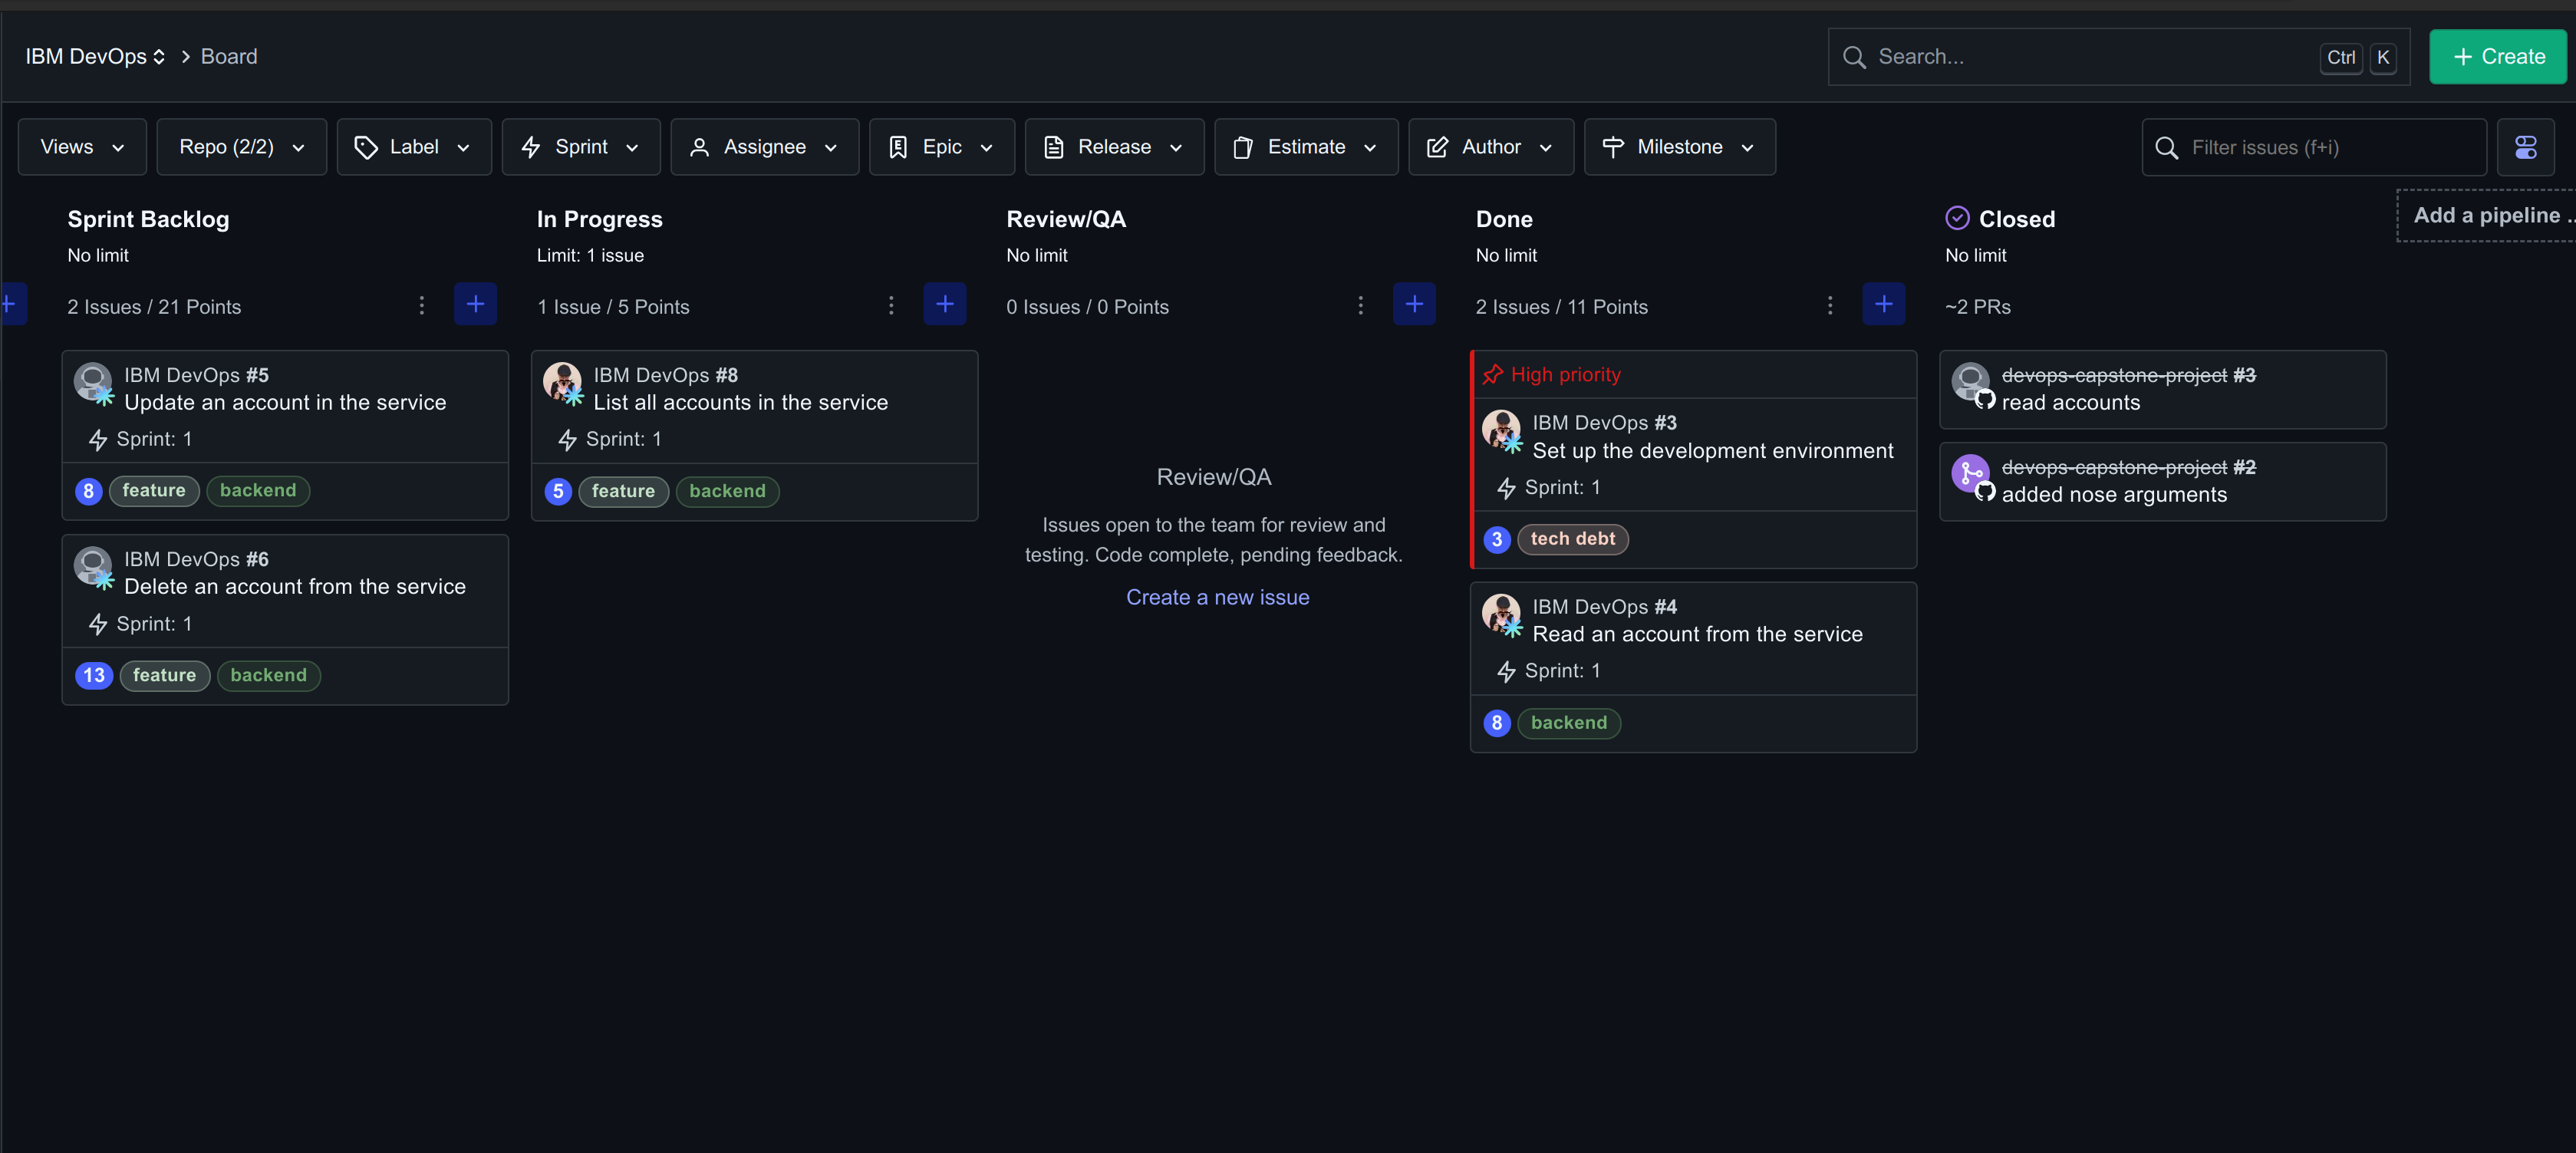 IBM DevOps > Board
Search...
Ctrl K
+ Create
Views
Repo (2/2)
Label
Sprint
Assignee
Epic
Release
Estimate
Author
Milestone
Filter issues (f+i)
Sprint Backlog
No limit
2 Issues / 21 Points
IBM DevOps #5
Update an account in the service
Sprint: 1
8 feature backend
IBM DevOps #6
Delete an account from the service
Sprint: 1
13 feature backend
In Progress
Limit: 1 issue
1 Issue / 5 Points
IBM DevOps #8
List all accounts in the service
Sprint: 1
5 feature backend
Review/QA
No limit
0 Issues / 0 Points
Review/QA
Issues open to the team for review and
testing. Code complete, pending feedback.
Create a new issue
Done
No limit
2 Issues / 11 Points
High priority
IBM DevOps #3
Set up the development environment
Sprint: 1
3 tech debt
IBM DevOps #4
Read an account from the service
Sprint: 1
8 backend
Closed
No limit
~2 PRs
devops-capstone-project #3
read accounts
devops-capstone-project #2
added nose arguments
Add a pipeline ..